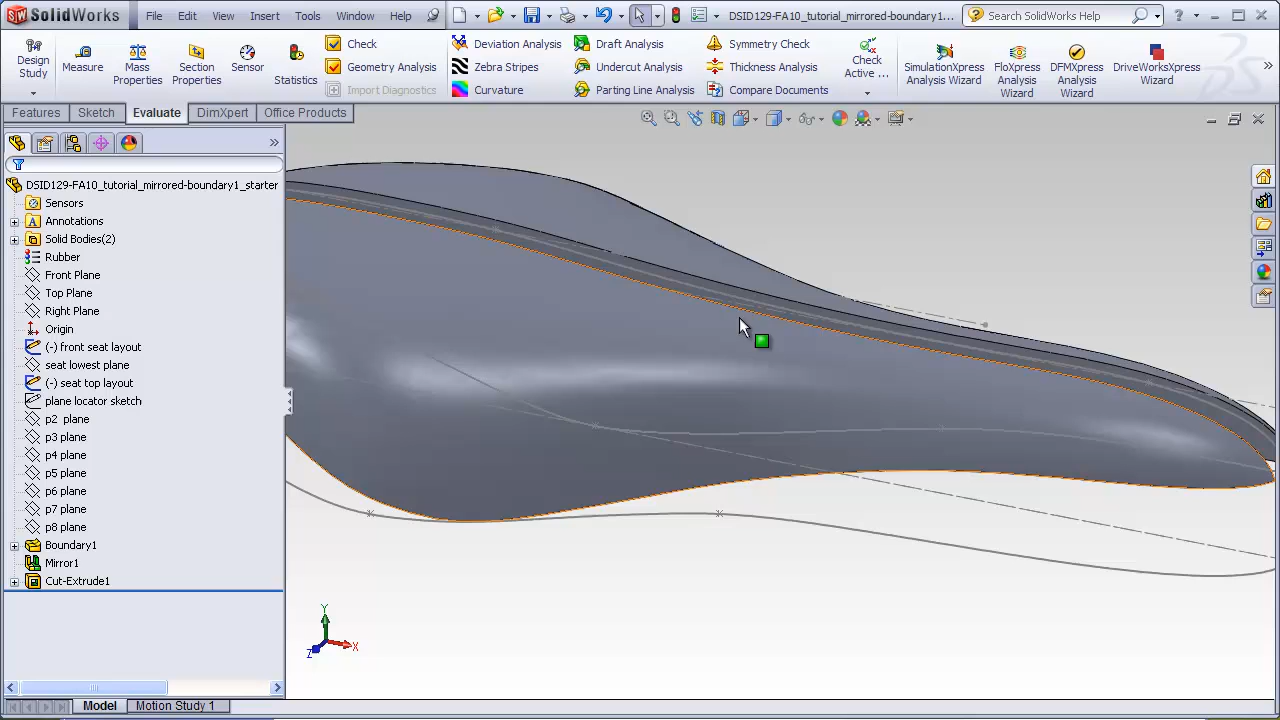 SolidWorks File Edit View Insert Tools Window Help DSID129-FA10_tutorial_mirrored-boundary1... Search SolidWorks Help
Design Study
Measure
Mass Properties
Section Properties
Sensor
Statistics
Check
Geometry Analysis
Import Diagnostics
Deviation Analysis
Zebra Stripes
Curvature
Draft Analysis
Undercut Analysis
Parting Line Analysis
Symmetry Check
Thickness Analysis
Compare Documents
Check Active ...
SimulationXpress Analysis Wizard
FloXpress Analysis Wizard
DFMXpress Analysis Wizard
DriveWorksXpress Wizard
Features Sketch Evaluate DimXpert Office Products
DSID129-FA10_tutorial_mirrored-boundary1_starter
Sensors
Annotations
Solid Bodies(2)
Rubber
Front Plane
Top Plane
Right Plane
Origin
(-) front seat layout
seat lowest plane
(-) seat top layout
plane locator sketch
p2 plane
p3 plane
p4 plane
p5 plane
p6 plane
p7 plane
p8 plane
Boundary1
Mirror1
Cut-Extrude1
Y
X
Z
Model Motion Study 1